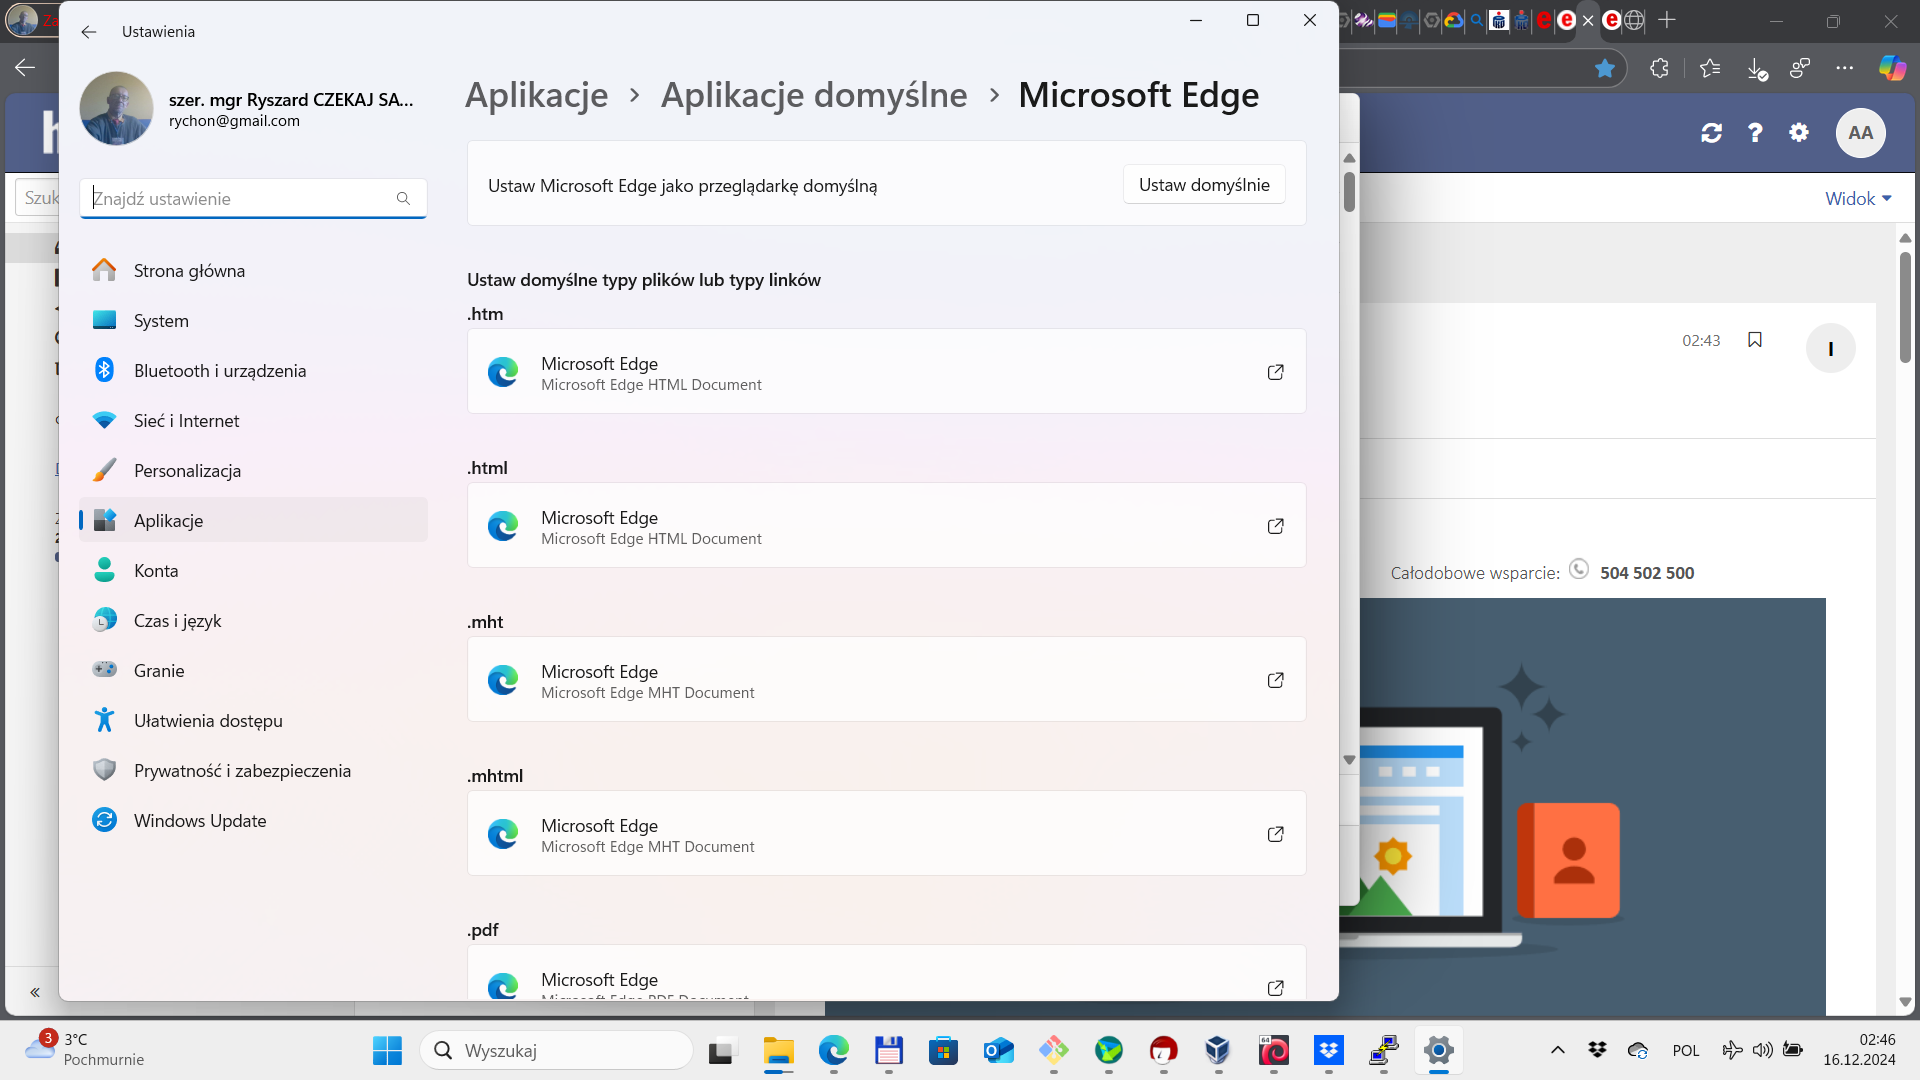 Ustawienia
szer. mgr Ryszard CZEKAJ SA...
rychon@gmail.com
Znajdź ustawienie
Strona główna
System
Bluetooth i urządzenia
Sieć i Internet
Personalizacja
Aplikacje
Konta
Czas i język
Granie
Ułatwienia dostępu
Prywatność i zabezpieczenia
Windows Update
Aplikacje > Aplikacje domyślne > Microsoft Edge
Ustaw Microsoft Edge jako przeglądarkę domyślną
Ustaw domyślnie
Ustaw domyślne typy plików lub typy linków
.htm
Microsoft Edge
Microsoft Edge HTML Document
.html
Microsoft Edge
Microsoft Edge HTML Document
.mht
Microsoft Edge
Microsoft Edge MHT Document
.mhtml
Microsoft Edge
Microsoft Edge MHT Document
.pdf
Microsoft Edge
Microsoft Edge PDF Document
AA
Szuk
Widok
02:43
I
Całodobowe wsparcie: 504 502 500
«
3
3°C
Pochmurnie
Wyszukaj
64
POL
02:46
16.12.2024